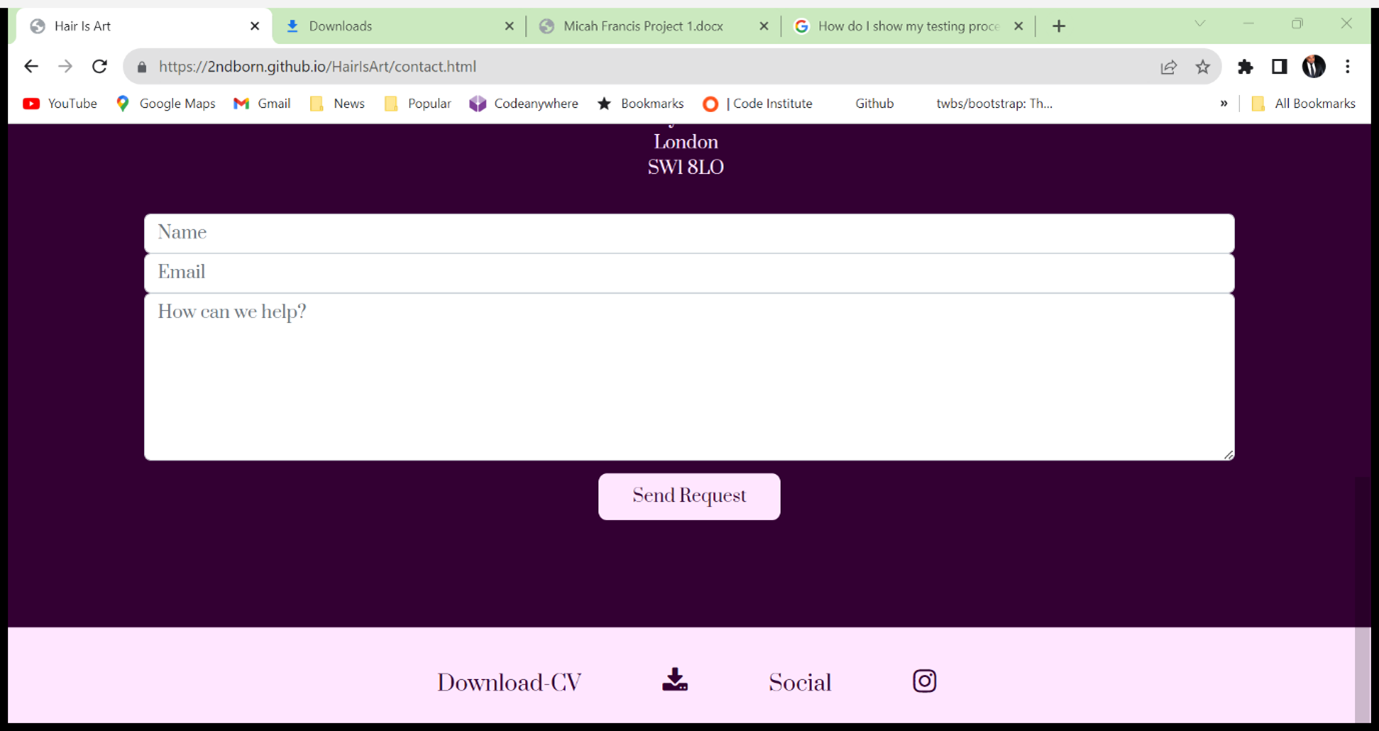 Hair Is Art
Downloads
Micah Francis Project 1.docx
How do I show my testing proce
https://2ndborn.github.io/HairIsArt/contact.html
YouTube
Google Maps
Gmail
News
Popular
Codeanywhere
Bookmarks
| Code Institute
Github
twbs/bootstrap: Th...
»
All Bookmarks
London
SW1 8LO
Name
Email
How can we help?
Send Request
Download-CV
Social